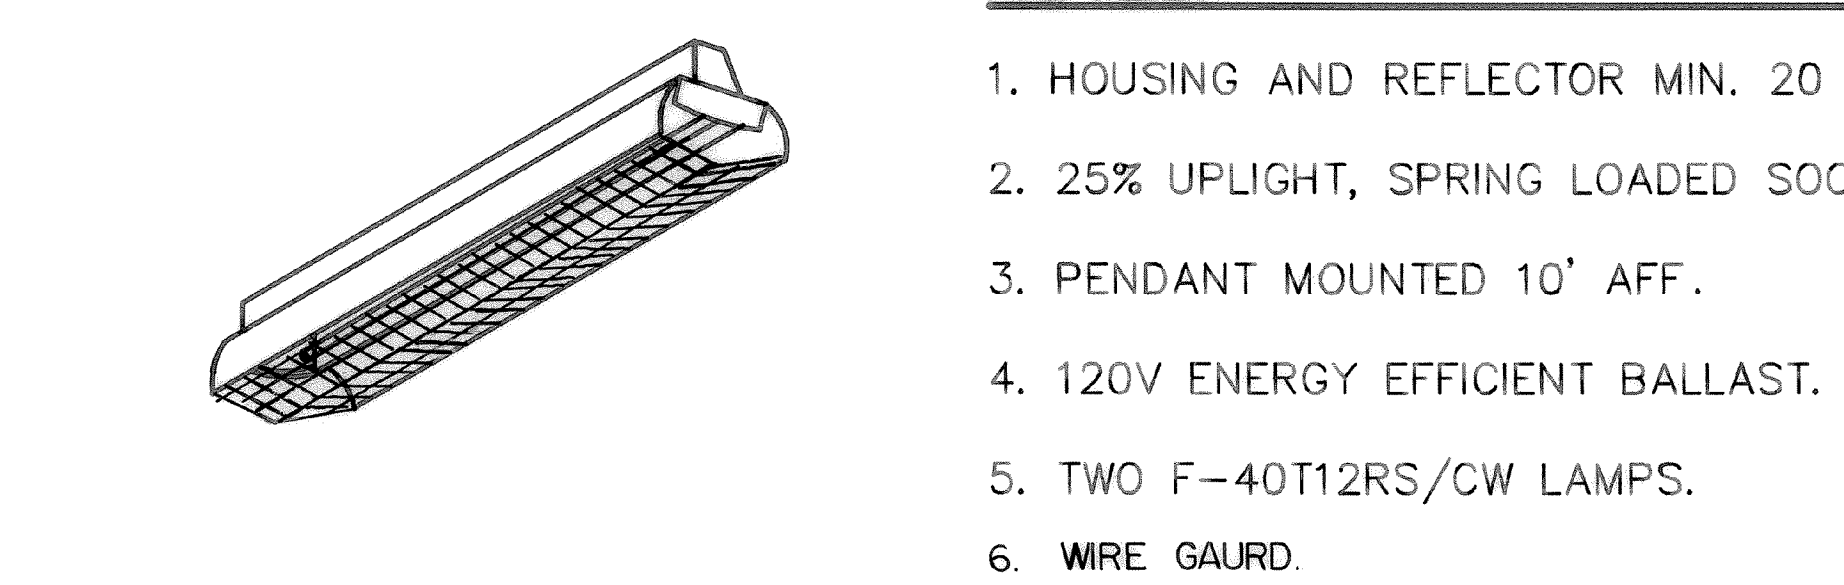 1. HOUSING AND REFLECTOR MIN. 20
2. 25% UPLIGHT, SPRING LOADED
3. PENDANT MOUNTED 10' AFF.
4. 120V ENERGY EFFICIENT BALLAST.
5. TWO F-40T12RS/CW LAMPS.
6. WIRE GAURD.